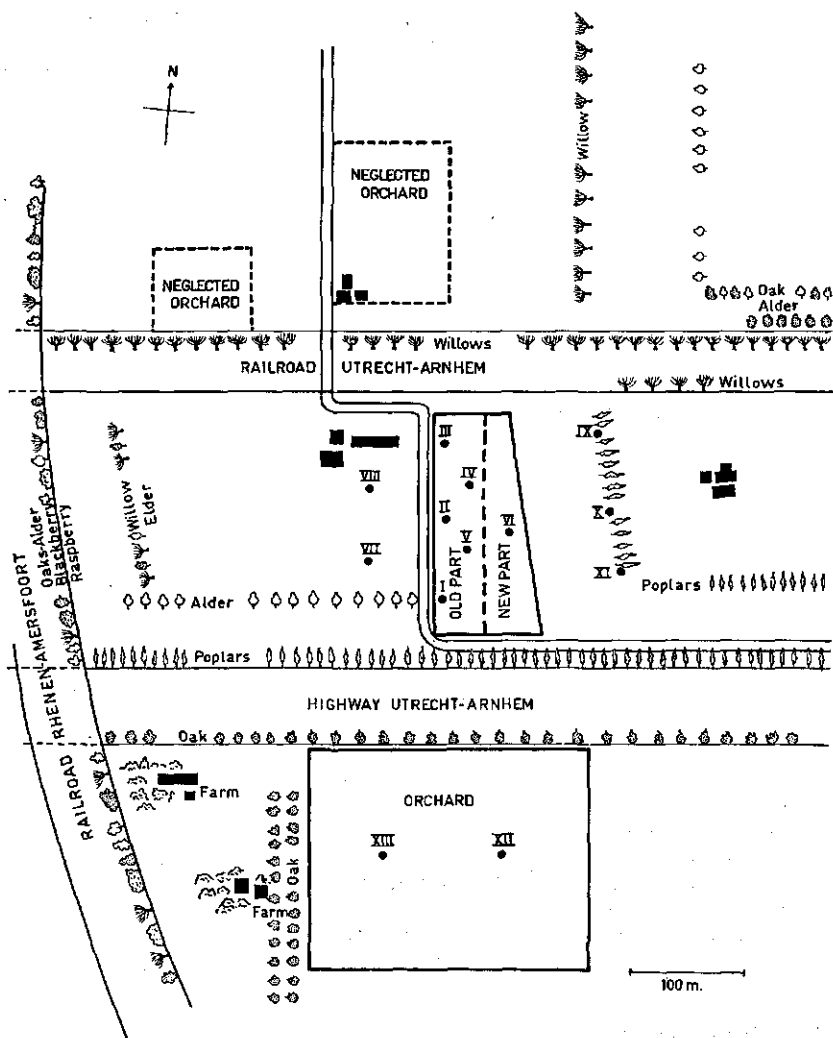 N
Willow
NEGLECTED
ORCHARD
NEGLECTED
ORCHARD
Oak
Alder
Willows
RAILROAD UTRECHT-ARNHEM
Willows
III
IX
IV
VIII
Willow
Elder
II
X
VI
Oaks-Alder
Blackberry
Raspberry
V
VII
XI
OLD PART
NEW PART
Poplars
I
Alder
Poplars
RAILROAD RHENEN-AMERSFOORT
HIGHWAY UTRECHT-ARNHEM
Oak
Farm
ORCHARD
XIII
XII
Oak
Farm
100 m.